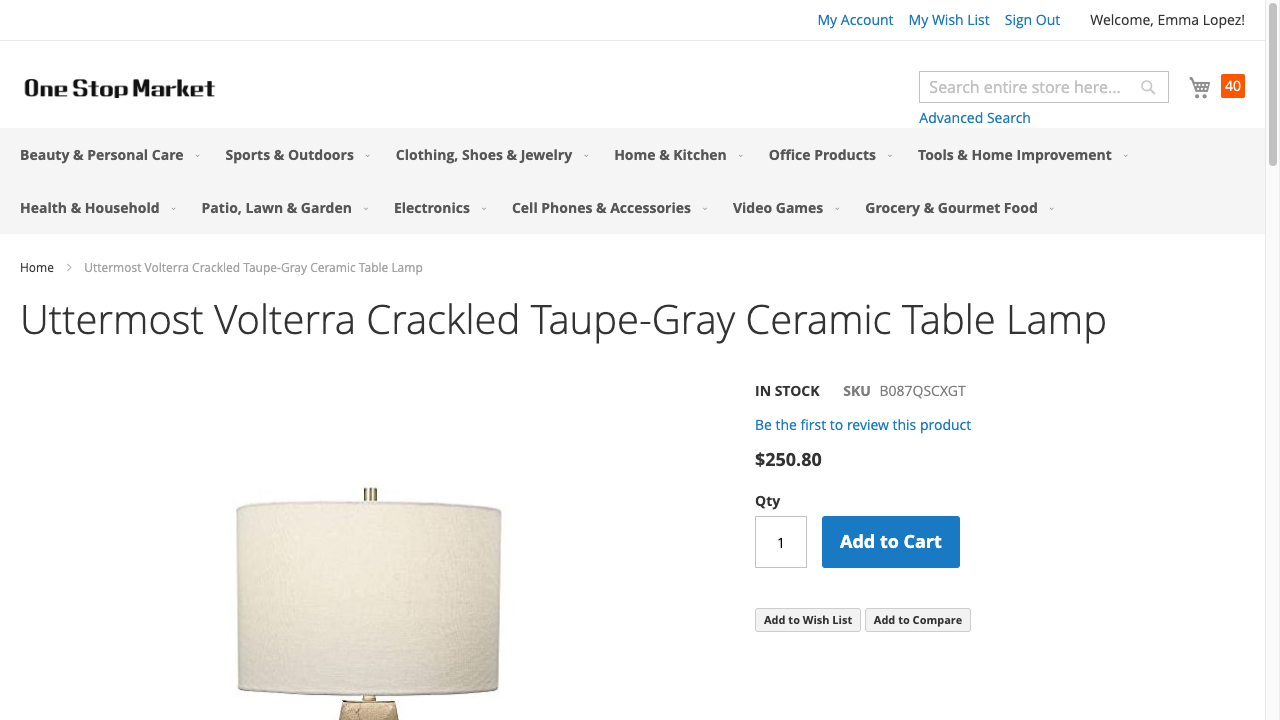 My Account My Wish List Sign Out Welcome, Emma Lopez!
One Stop Market
Search entire store here...
40
Advanced Search
Beauty & Personal Care Sports & Outdoors Clothing, Shoes & Jewelry Home & Kitchen Office Products Tools & Home Improvement
Health & Household Patio, Lawn & Garden Electronics Cell Phones & Accessories Video Games Grocery & Gourmet Food
Home Uttermost Volterra Crackled Taupe-Gray Ceramic Table Lamp
Uttermost Volterra Crackled Taupe-Gray Ceramic Table Lamp
IN STOCK SKU B087QSCXGT
Be the first to review this product
$250.80
Qty
1 Add to Cart
Add to Wish List Add to Compare